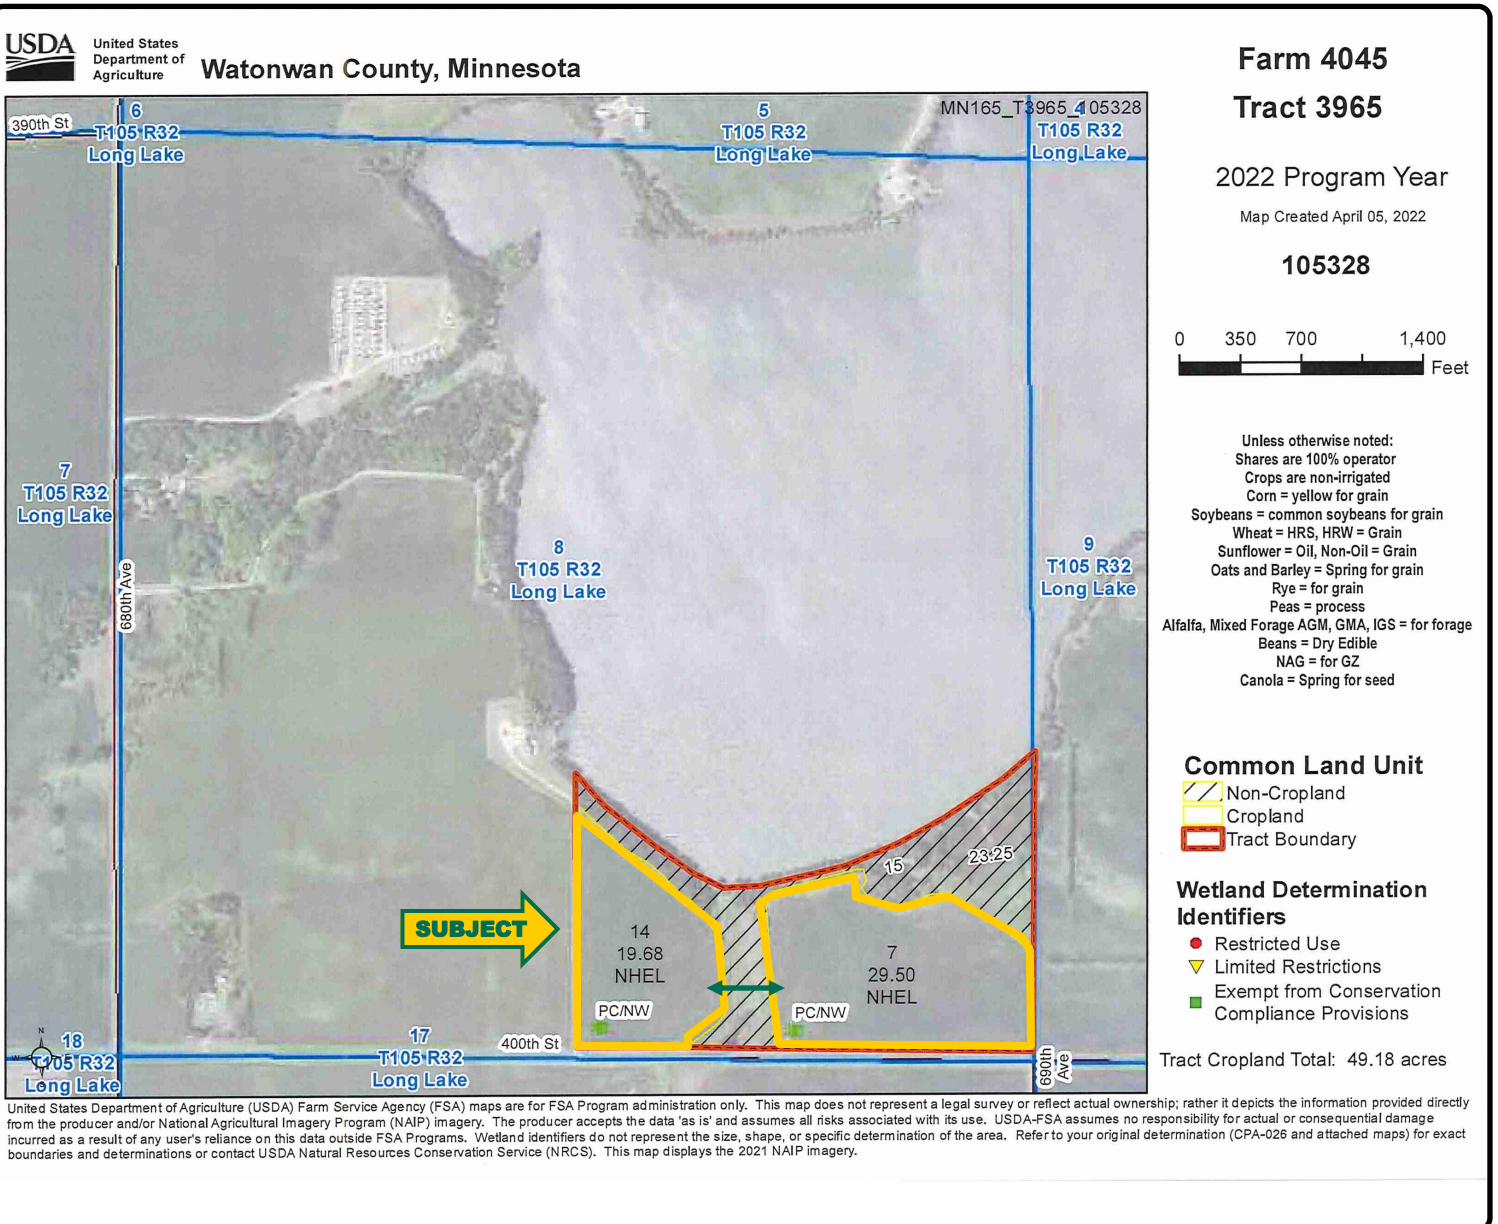 USDA
United States
Department of
Agriculture
Watonwan County, Minnesota
Farm 4045
Tract 3965
2022 Program Year
Map Created April 05, 2022
105328
0 350 700 1,400
Feet
Unless otherwise noted:
Shares are 100% operator
Crops are non-irrigated
Corn = yellow for grain
Soybeans = common soybeans for grain
Wheat = HRS, HRW = Grain
Sunflower = Oil, Non-Oil = Grain
Oats and Barley = Spring for grain
Rye = for grain
Peas = process
Alfalfa, Mixed Forage AGM, GMA, IGS = for forage
Beans = Dry Edible
NAG = for GZ
Canola = Spring for seed
Common Land Unit
Non-Cropland
Cropland
Tract Boundary
Wetland Determination
Identifiers
Restricted Use
Limited Restrictions
Exempt from Conservation
Compliance Provisions
Tract Cropland Total: 49.18 acres
MN165_T3965_105328
390th St
6
T105 R32
Long Lake
5
T105 R32
Long Lake
4
T105 R32
Long Lake
7
T105 R32
Long Lake
680th Ave
8
T105 R32
Long Lake
9
T105 R32
Long Lake
15
23.25
SUBJECT
14
19.68
NHEL
7
29.50
NHEL
PC/NW
PC/NW
400th St
690th
Ave
N
W
18
T105 R32
Long Lake
17
T105 R32
Long Lake
United States Department of Agriculture (USDA) Farm Service Agency (FSA) maps are for FSA Program administration only. This map does not represent a legal survey or reflect actual ownership; rather it depicts the information provided directly
from the producer and/or National Agricultural Imagery Program (NAIP) imagery. The producer accepts the data 'as is' and assumes all risks associated with its use. USDA-FSA assumes no responsibility for actual or consequential damage
incurred as a result of any user's reliance on this data outside FSA Programs. Wetland identifiers do not represent the size, shape, or specific determination of the area. Refer to your original determination (CPA-026 and attached maps) for exact
boundaries and determinations or contact USDA Natural Resources Conservation Service (NRCS). This map displays the 2021 NAIP imagery.